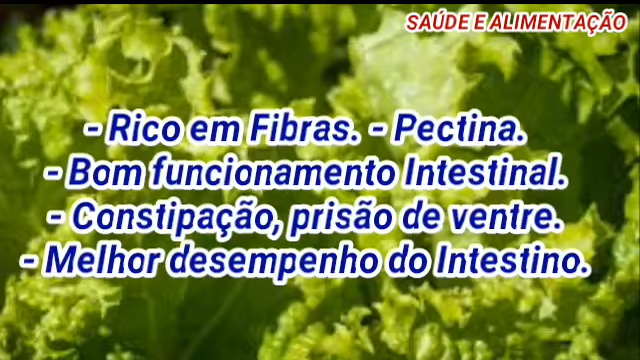 SAÚDE E ALIMENTAÇÃO
- Rico em Fibras. - Pectina.
- Bom funcionamento Intestinal.
- Constipação, prisão de ventre.
- Melhor desempenho do Intestino.